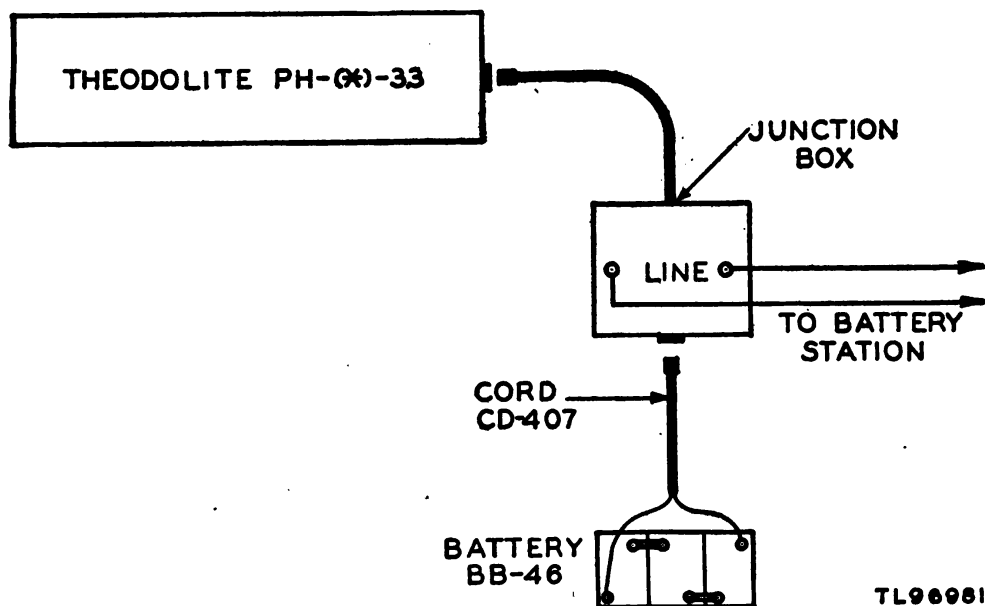 THEODOLITE PH-(*)-33
JUNCTION
BOX
LINE
TO BATTERY
STATION
CORD
CD-407
BATTERY
BB-46
TL96981